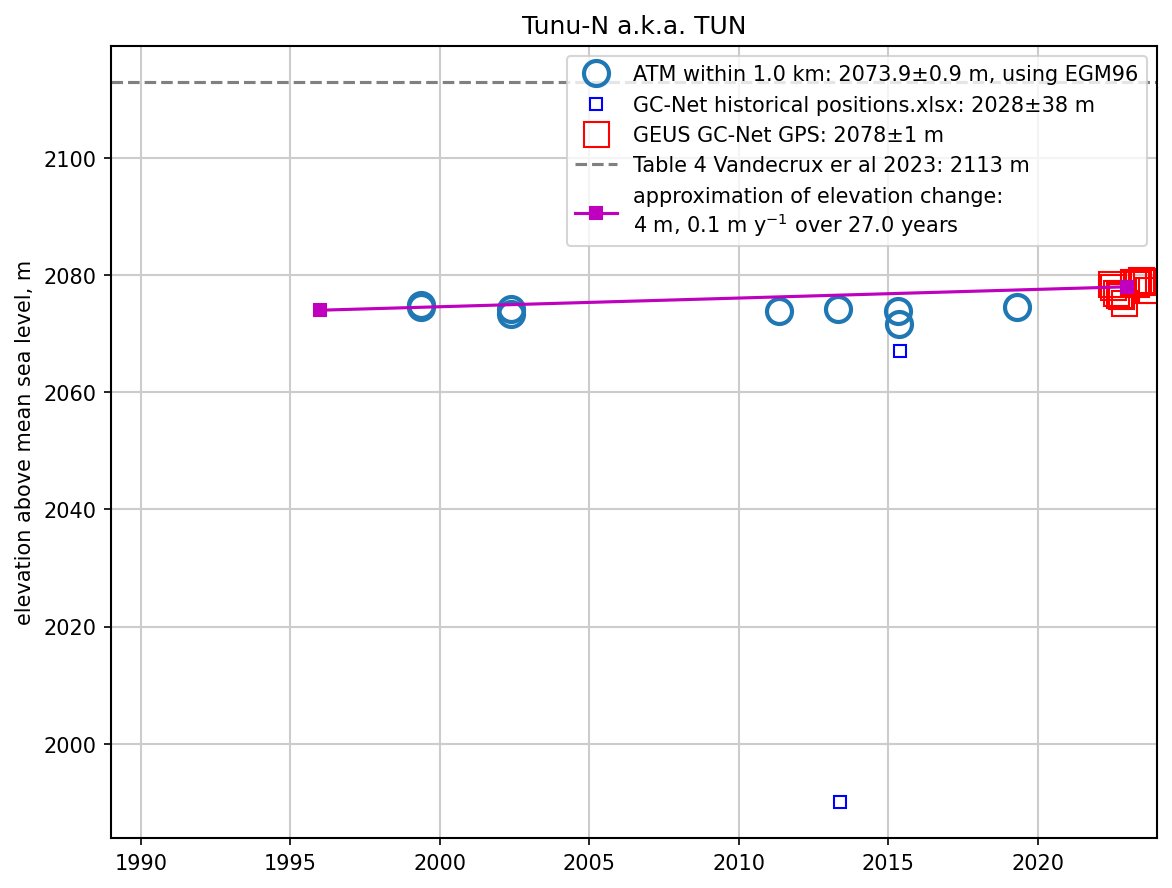 Tunu-N a.k.a. TUN
ATM within 1.0 km: 2073.9±0.9 m, using EGM96
GC-Net historical positions.xlsx: 2028±38 m
GEUS GC-Net GPS: 2078±1 m
Table 4 Vandecrux er al 2023: 2113 m
approximation of elevation change:
4 m, 0.1 m y⁻¹ over 27.0 years
elevation above mean sea level, m
2100
2080
2060
2040
2020
2000
1990 1995 2000 2005 2010 2015 2020